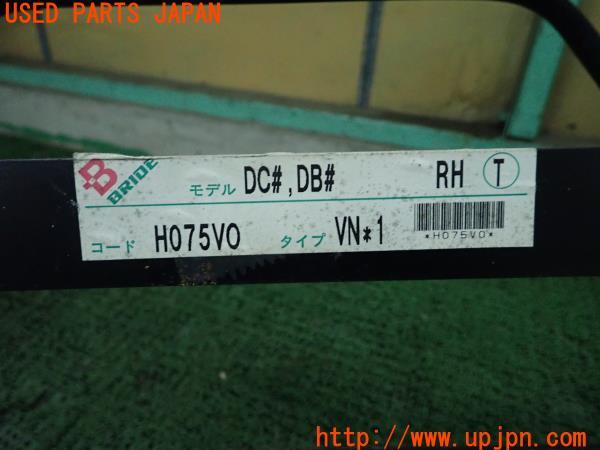 USED PARTS JAPAN
BRIDE モデル DC#,DB# RH T
コード H075VO タイプ VN*1
*H075VO*
http://www.upjpn.com/